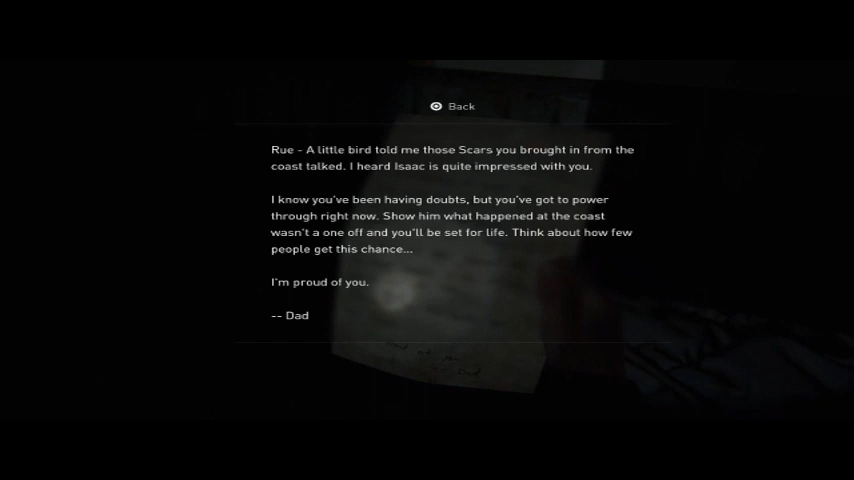 Back
Rue - A little bird told me those Scars you brought in from the
coast talked. I heard Isaac is quite impressed with you.
I know you've been having doubts, but you've got to power
through right now. Show him what happened at the coast
wasn't a one off and you'll be set for life. Think about how few
people get this chance...
I'm proud of you.
-- Dad
Dad